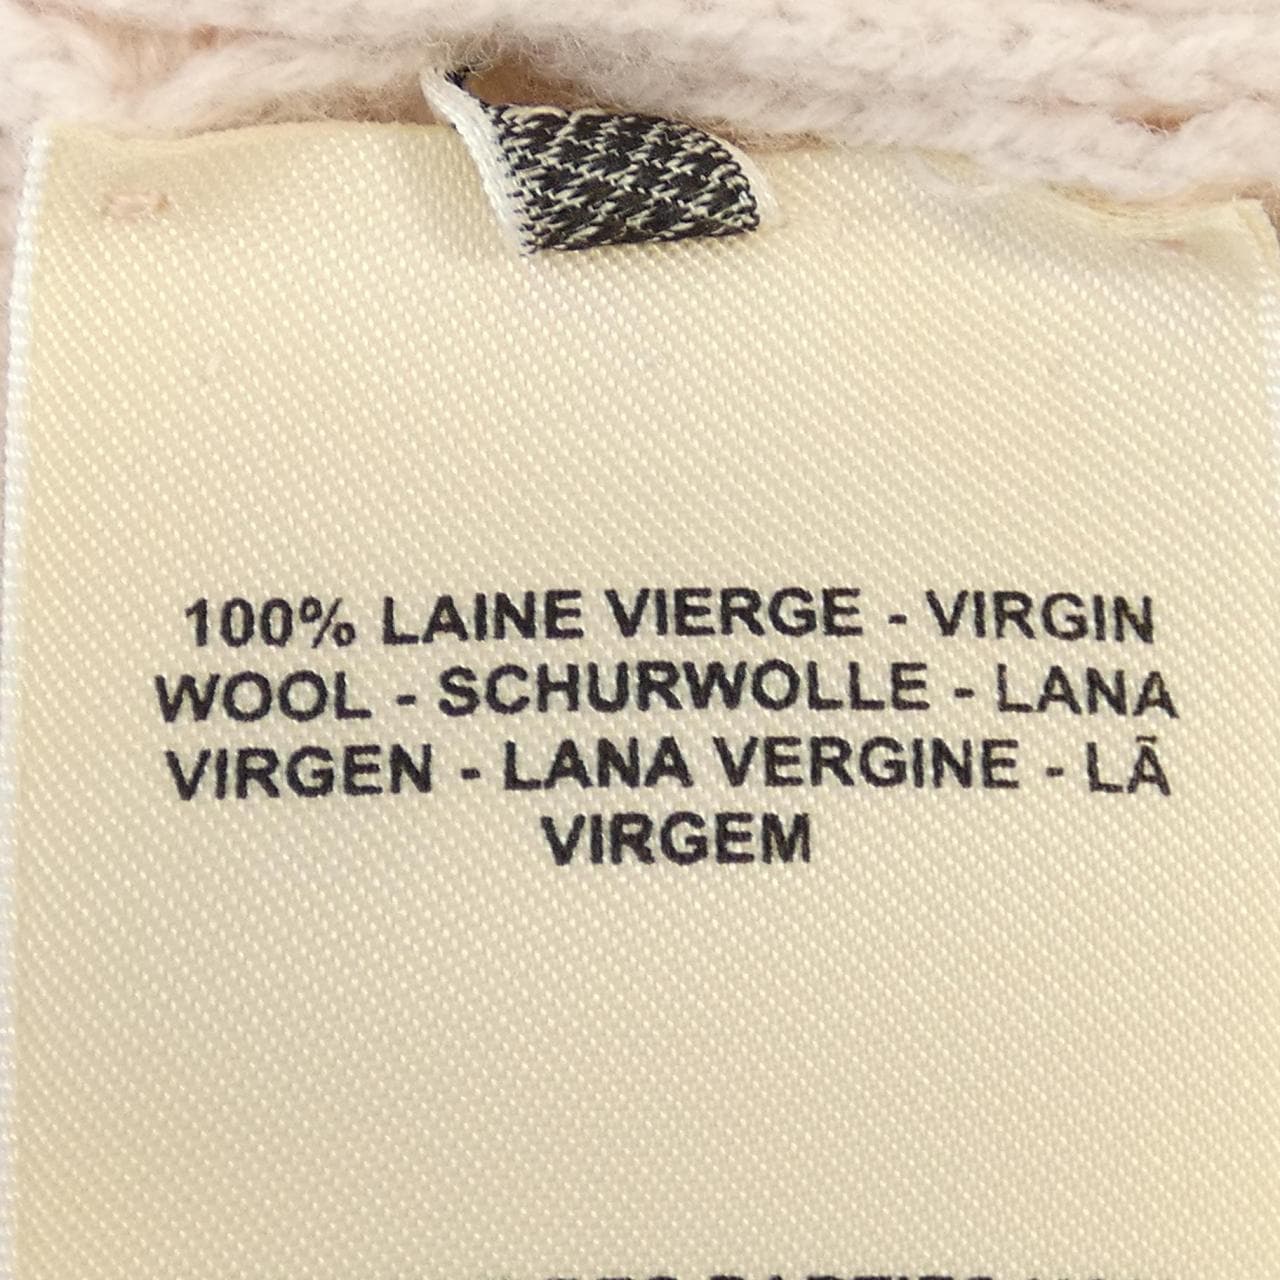 100% LAINE VIERGE - VIRGIN
WOOL - SCHURWOLLE - LANA
VIRGEN - LANA VERGINE - LÃ
VIRGEM